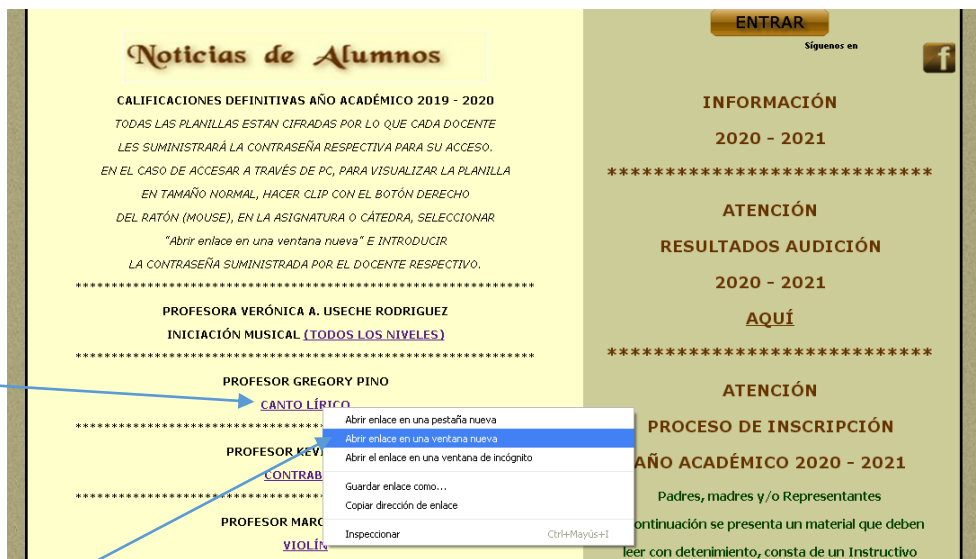 Noticias de Alumnos
CALIFICACIONES DEFINITIVAS AÑO ACADÉMICO 2019 - 2020
TODAS LAS PLANILLAS ESTAN CIFRADAS POR LO QUE CADA DOCENTE
LES SUMINISTRARÁ LA CONTRASEÑA RESPECTIVA PARA SU ACCESO.
EN EL CASO DE ACCESAR A TRAVÉS DE PC, PARA VISUALIZAR LA PLANILLA
EN TAMAÑO NORMAL, HACER CLIP CON EL BOTÓN DERECHO
DEL RATÓN (MOUSE), EN LA ASIGNATURA O CÁTEDRA, SELECCIONAR
"Abrir enlace en una ventana nueva" E INTRODUCIR
LA CONTRASEÑA SUMINISTRADA POR EL DOCENTE RESPECTIVO.
****************************************************************
PROFESORA VERÓNICA A. USECHE RODRIGUEZ
INICIACIÓN MUSICAL (TODOS LOS NIVELES)
****************************************************************
PROFESOR GREGORY PINO
CANTO LÍRICO
**********************************
PROFESOR KEV
CONTRAB
**********************************
PROFESOR MARC
VIOLÍN
Abrir enlace en una pestaña nueva
Abrir enlace en una ventana nueva
Abrir el enlace en una ventana de incógnito
Guardar enlace como...
Copiar dirección de enlace
Inspeccionar Ctrl+Mayús+I
ENTRAR
Síguenos en
f
INFORMACIÓN
2020 - 2021
****************************
ATENCIÓN
RESULTADOS AUDICIÓN
2020 - 2021
AQUÍ
****************************
ATENCIÓN
PROCESO DE INSCRIPCIÓN
AÑO ACADÉMICO 2020 - 2021
Padres, madres y/o Representantes
ontinuación se presenta un material que deben
leer con detenimiento, consta de un Instructivo